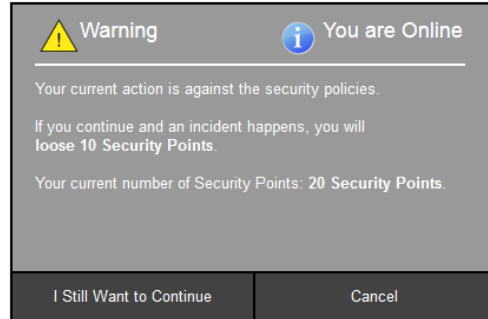 Warning
You are Online
Your current action is against the security policies.
If you continue and an incident happens, you will
loose 10 Security Points.
Your current number of Security Points: 20 Security Points.
I Still Want to Continue
Cancel